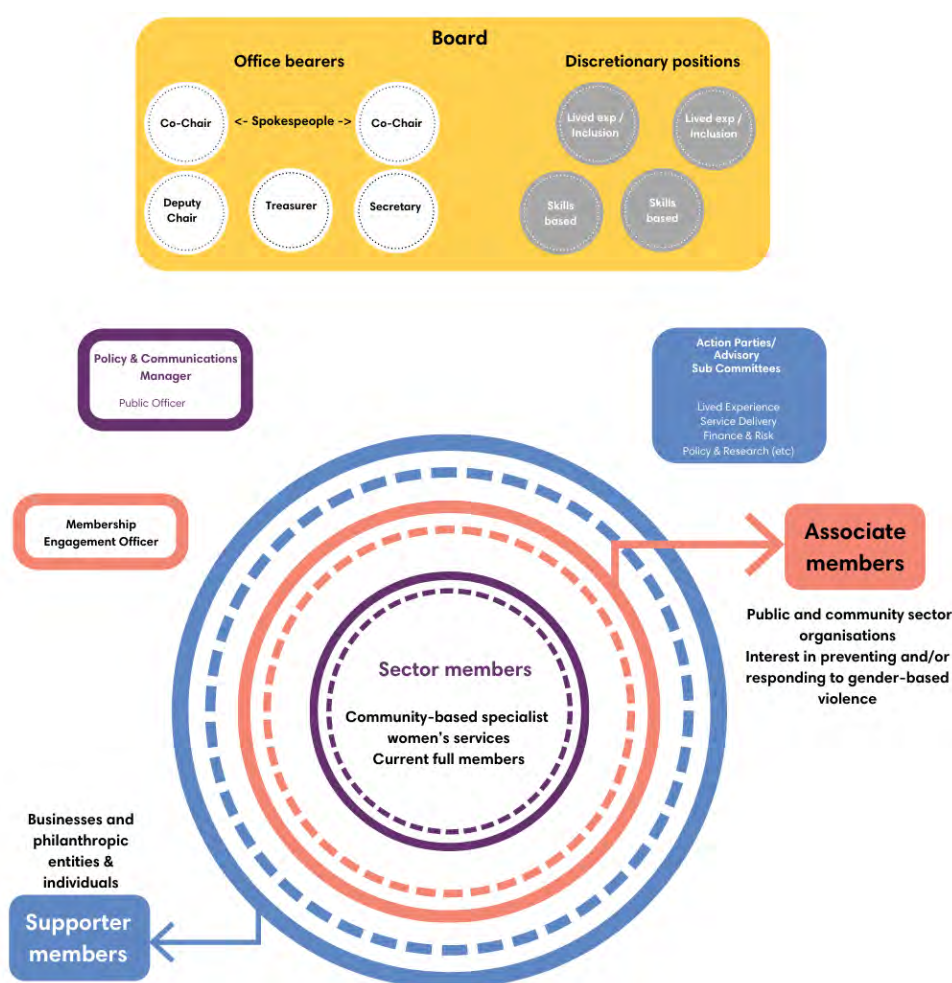 Board
Office bearers
Discretionary positions
Co-Chair
<- Spokespeople ->
Co-Chair
Lived exp /
Inclusion
Lived exp /
Inclusion
Deputy
Chair
Treasurer
Secretary
Skills
based
Skills
based
Policy & Communications
Manager
Public Officer
Action Parties/
Advisory
Sub Committees
Lived Experience
Service Delivery
Finance & Risk
Policy & Research (etc)
Membership
Engagement Officer
Associate
members
Public and community sector
organisations
Interest in preventing and/or
responding to gender-based
violence
Sector members
Community-based specialist
women's services
Current full members
Businesses and
philanthropic
entities &
individuals
Supporter
members